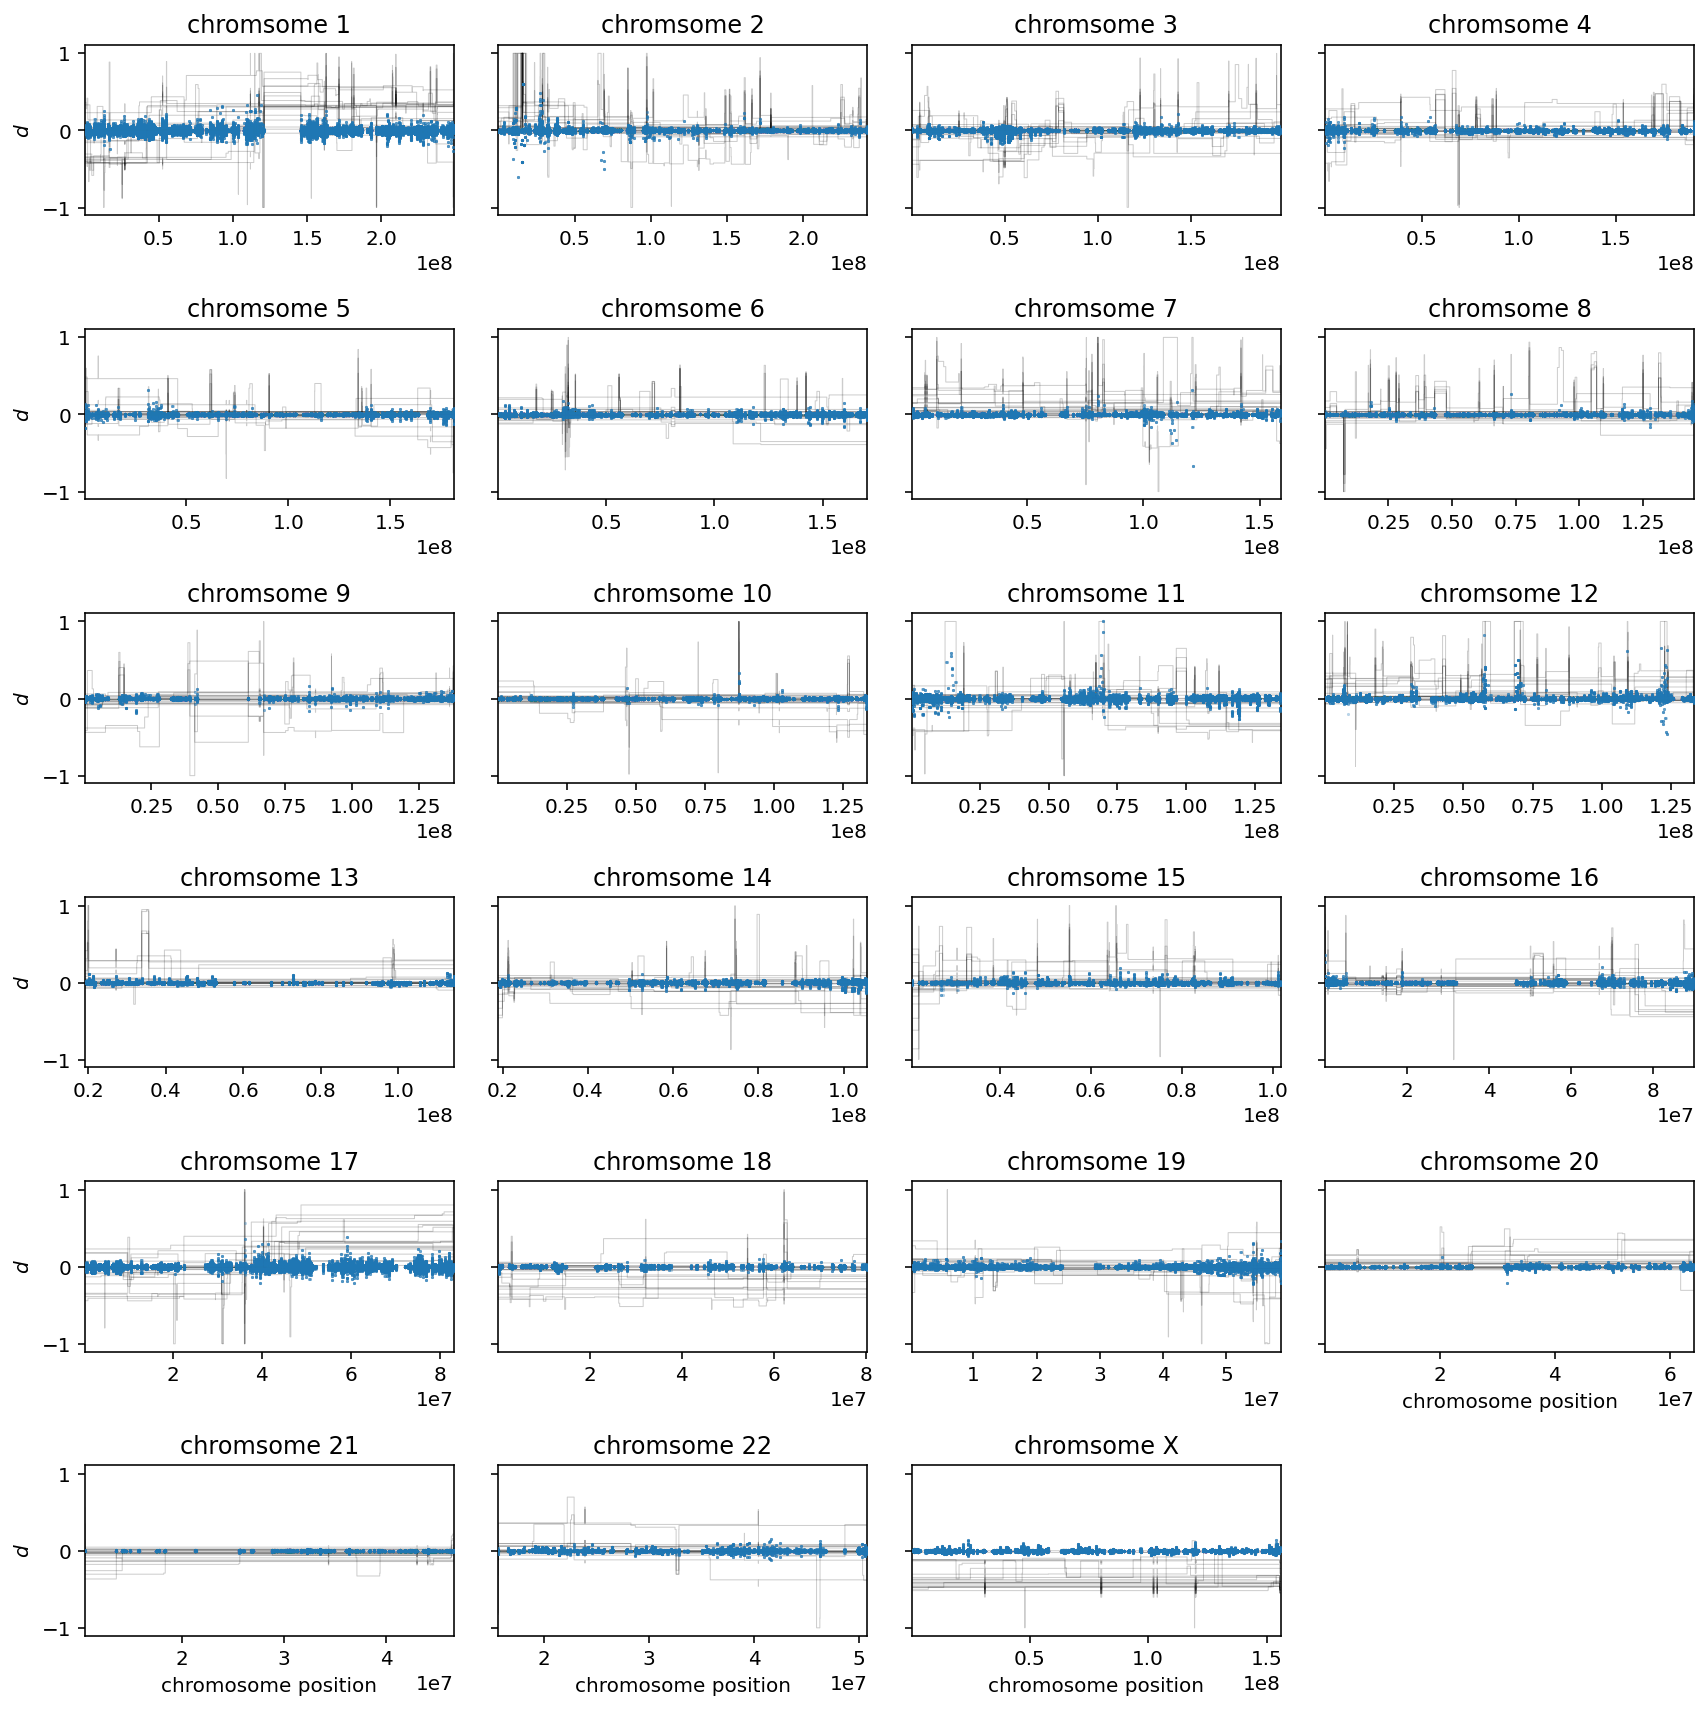 chromsome 1
chromsome 2
chromsome 3
chromsome 4
1
0
−1
d
0.5 1.0 1.5 2.0
1e8
0.5 1.0 1.5 2.0
1e8
0.5 1.0 1.5
1e8
0.5 1.0 1.5
1e8
chromsome 5
chromsome 6
chromsome 7
chromsome 8
1
0
−1
d
0.5 1.0 1.5
1e8
0.5 1.0 1.5
1e8
0.5 1.0 1.5
1e8
0.25 0.50 0.75 1.00 1.25
1e8
chromsome 9
chromsome 10
chromsome 11
chromsome 12
1
0
−1
d
0.25 0.50 0.75 1.00 1.25
1e8
0.25 0.50 0.75 1.00 1.25
1e8
0.25 0.50 0.75 1.00 1.25
1e8
0.25 0.50 0.75 1.00 1.25
1e8
chromsome 13
chromsome 14
chromsome 15
chromsome 16
1
0
−1
d
0.2 0.4 0.6 0.8 1.0
1e8
0.2 0.4 0.6 0.8 1.0
1e8
0.4 0.6 0.8 1.0
1e8
2 4 6 8
1e7
chromsome 17
chromsome 18
chromsome 19
chromsome 20
1
0
−1
d
2 4 6 8
1e7
2 4 6 8
1e7
1 2 3 4 5
1e7
2 4 6
chromosome position
1e7
chromsome 21
chromsome 22
chromsome X
1
0
−1
d
2 3 4
chromosome position
1e7
2 3 4 5
chromosome position
1e7
0.5 1.0 1.5
chromosome position
1e8